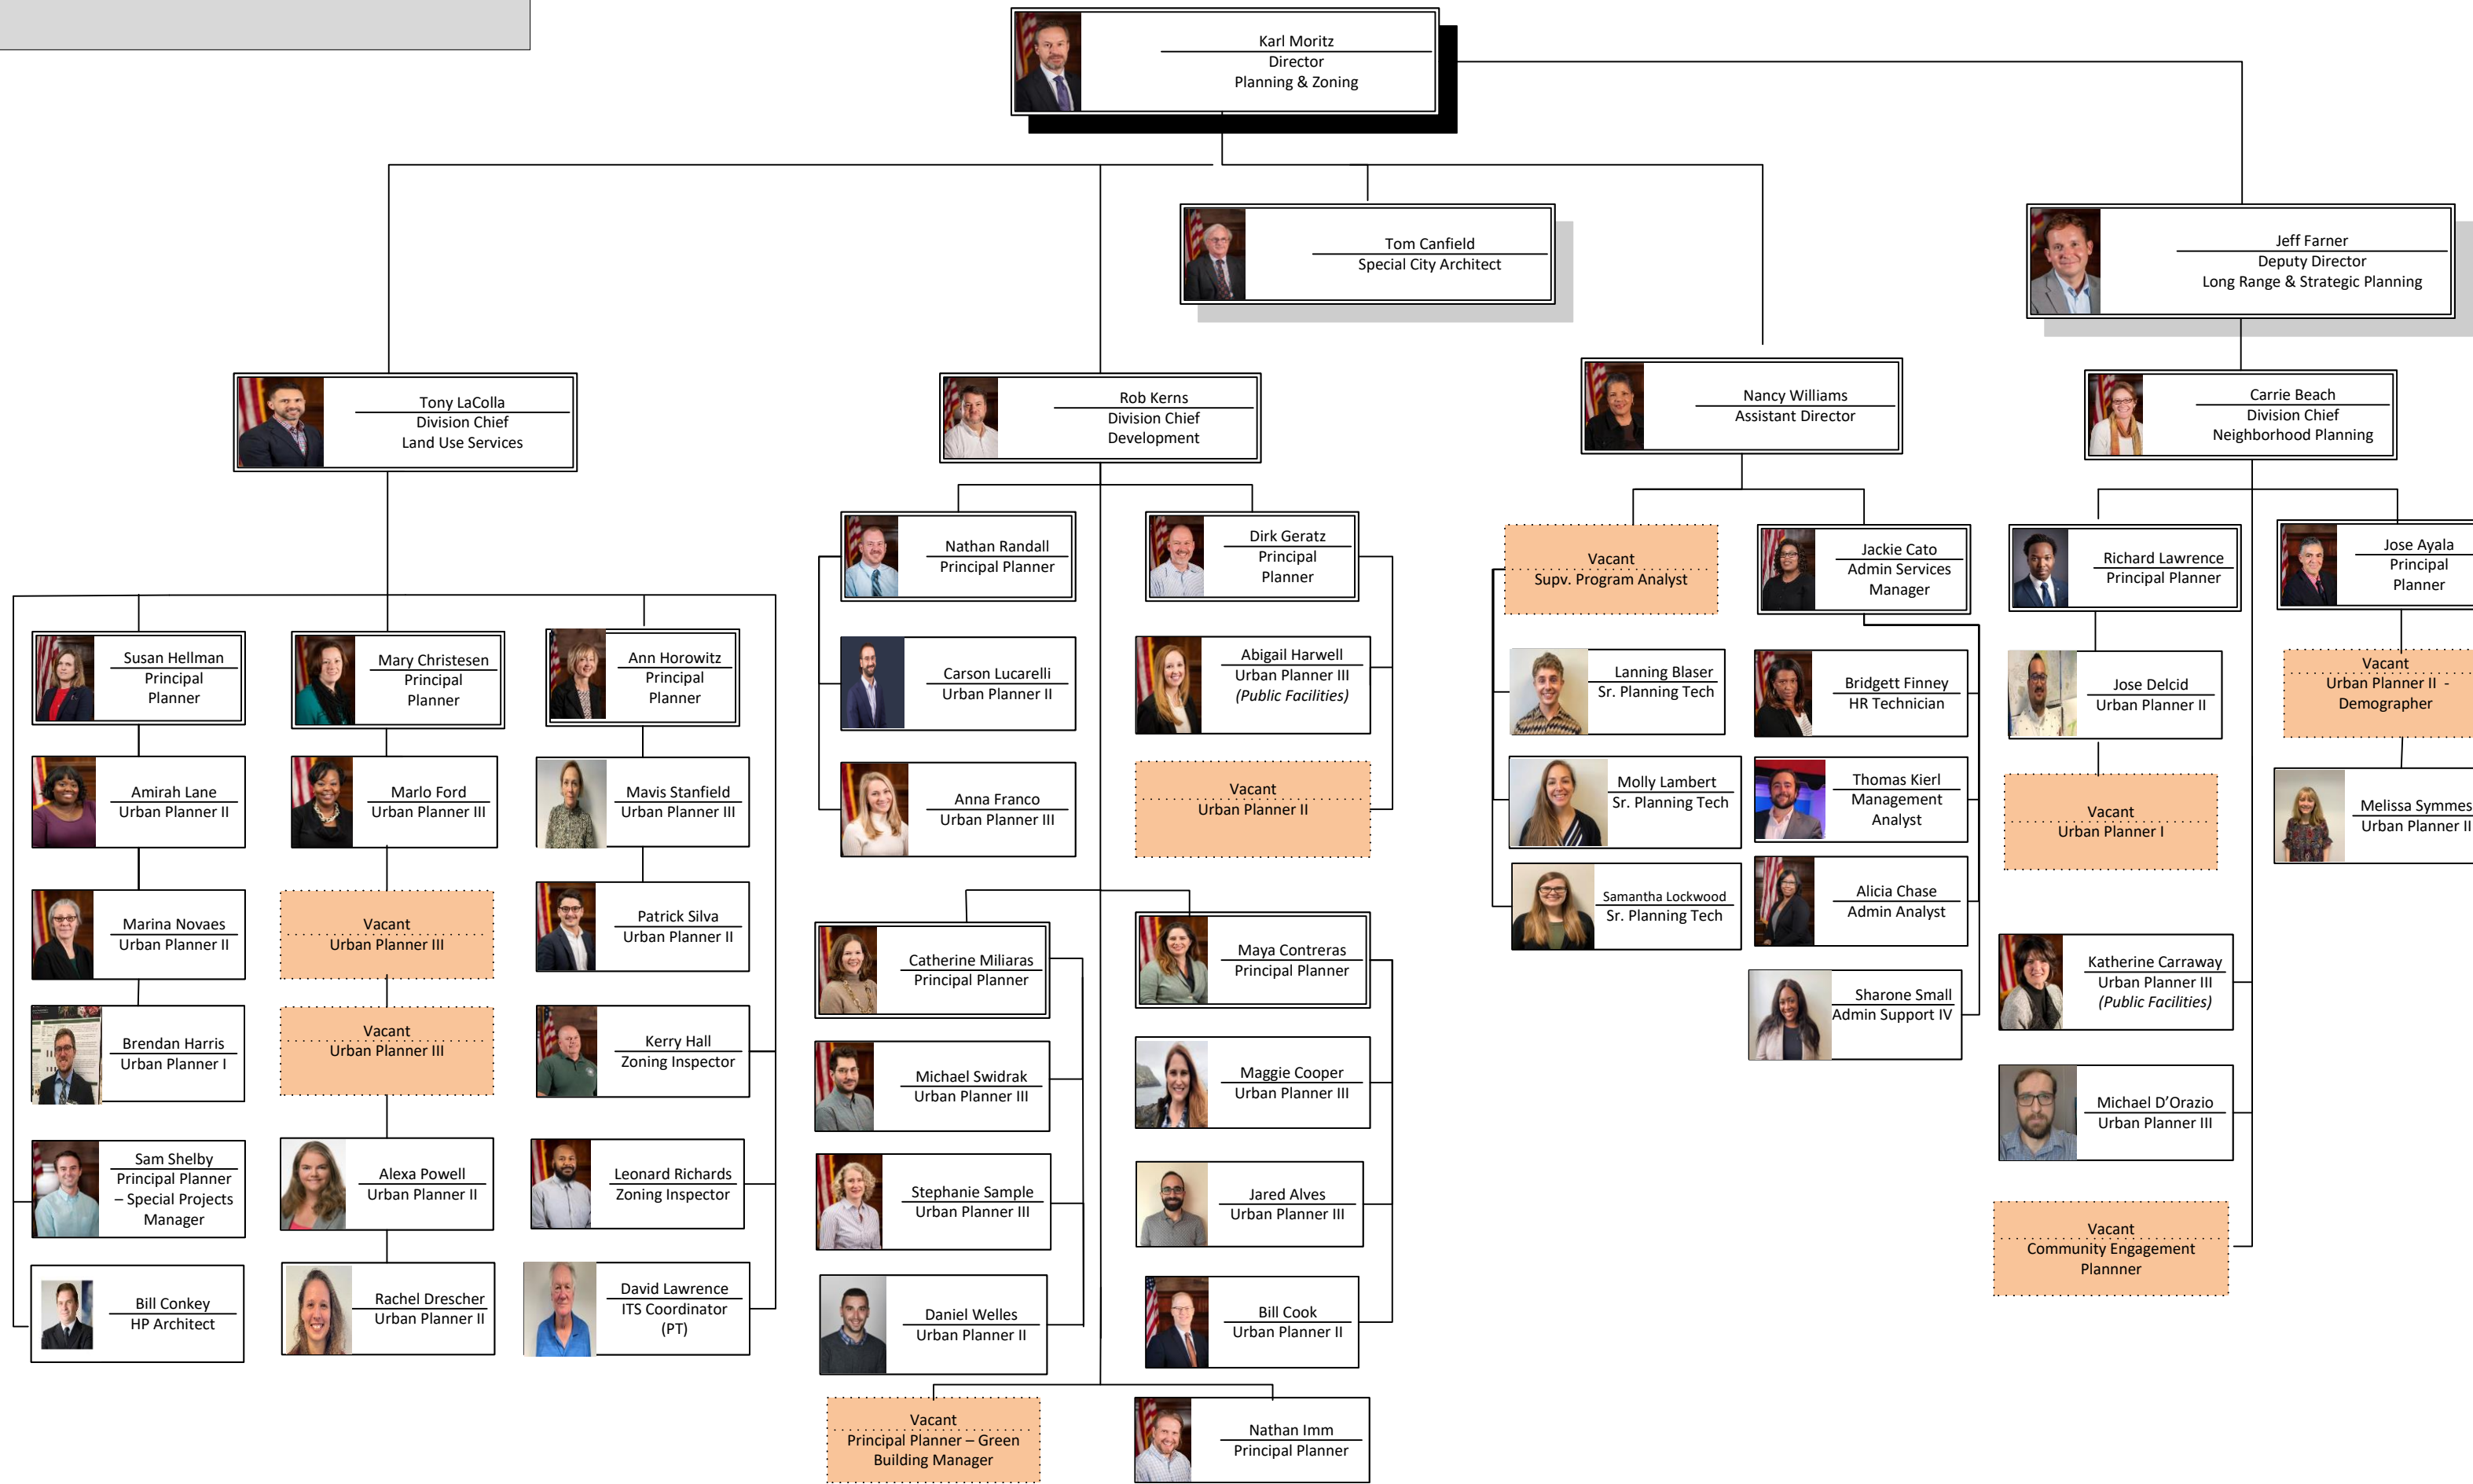 Karl Moritz
Director
Planning & Zoning
Tom Canfield
Special City Architect
Jeff Farner
Deputy Director
Long Range & Strategic Planning
Tony LaColla
Division Chief
Land Use Services
Rob Kerns
Division Chief
Development
Nancy Williams
Assistant Director
Carrie Beach
Division Chief
Neighborhood Planning
Susan Hellman
Principal
Planner
Amirah Lane
Urban Planner II
Marina Novaes
Urban Planner II
Brendan Harris
Urban Planner I
Sam Shelby
Principal Planner
– Special Projects
Manager
Bill Conkey
HP Architect
Mary Christesen
Principal
Planner
Marlo Ford
Urban Planner III
Vacant
Urban Planner III
Vacant
Urban Planner III
Alexa Powell
Urban Planner II
Rachel Drescher
Urban Planner II
Ann Horowitz
Principal
Planner
Mavis Stanfield
Urban Planner III
Patrick Silva
Urban Planner II
Kerry Hall
Zoning Inspector
Leonard Richards
Zoning Inspector
David Lawrence
ITS Coordinator
(PT)
Nathan Randall
Principal Planner
Carson Lucarelli
Urban Planner II
Anna Franco
Urban Planner III
Dirk Geratz
Principal
Planner
Abigail Harwell
Urban Planner III
(Public Facilities)
Vacant
Urban Planner II
Catherine Miliaras
Principal Planner
Michael Swidrak
Urban Planner III
Stephanie Sample
Urban Planner III
Daniel Welles
Urban Planner II
Maya Contreras
Principal Planner
Maggie Cooper
Urban Planner III
Jared Alves
Urban Planner III
Bill Cook
Urban Planner II
Vacant
Principal Planner – Green
Building Manager
Nathan Imm
Principal Planner
Vacant
Supv. Program Analyst
Lanning Blaser
Sr. Planning Tech
Molly Lambert
Sr. Planning Tech
Samantha Lockwood
Sr. Planning Tech
Jackie Cato
Admin Services
Manager
Bridgett Finney
HR Technician
Thomas Kierl
Management
Analyst
Alicia Chase
Admin Analyst
Sharone Small
Admin Support IV
Richard Lawrence
Principal Planner
Jose Delcid
Urban Planner II
Vacant
Urban Planner I
Jose Ayala
Principal
Planner
Vacant
Urban Planner II -
Demographer
Melissa Symmes
Urban Planner II
Katherine Carraway
Urban Planner III
(Public Facilities)
Michael D’Orazio
Urban Planner III
Vacant
Community Engagement
Plannner